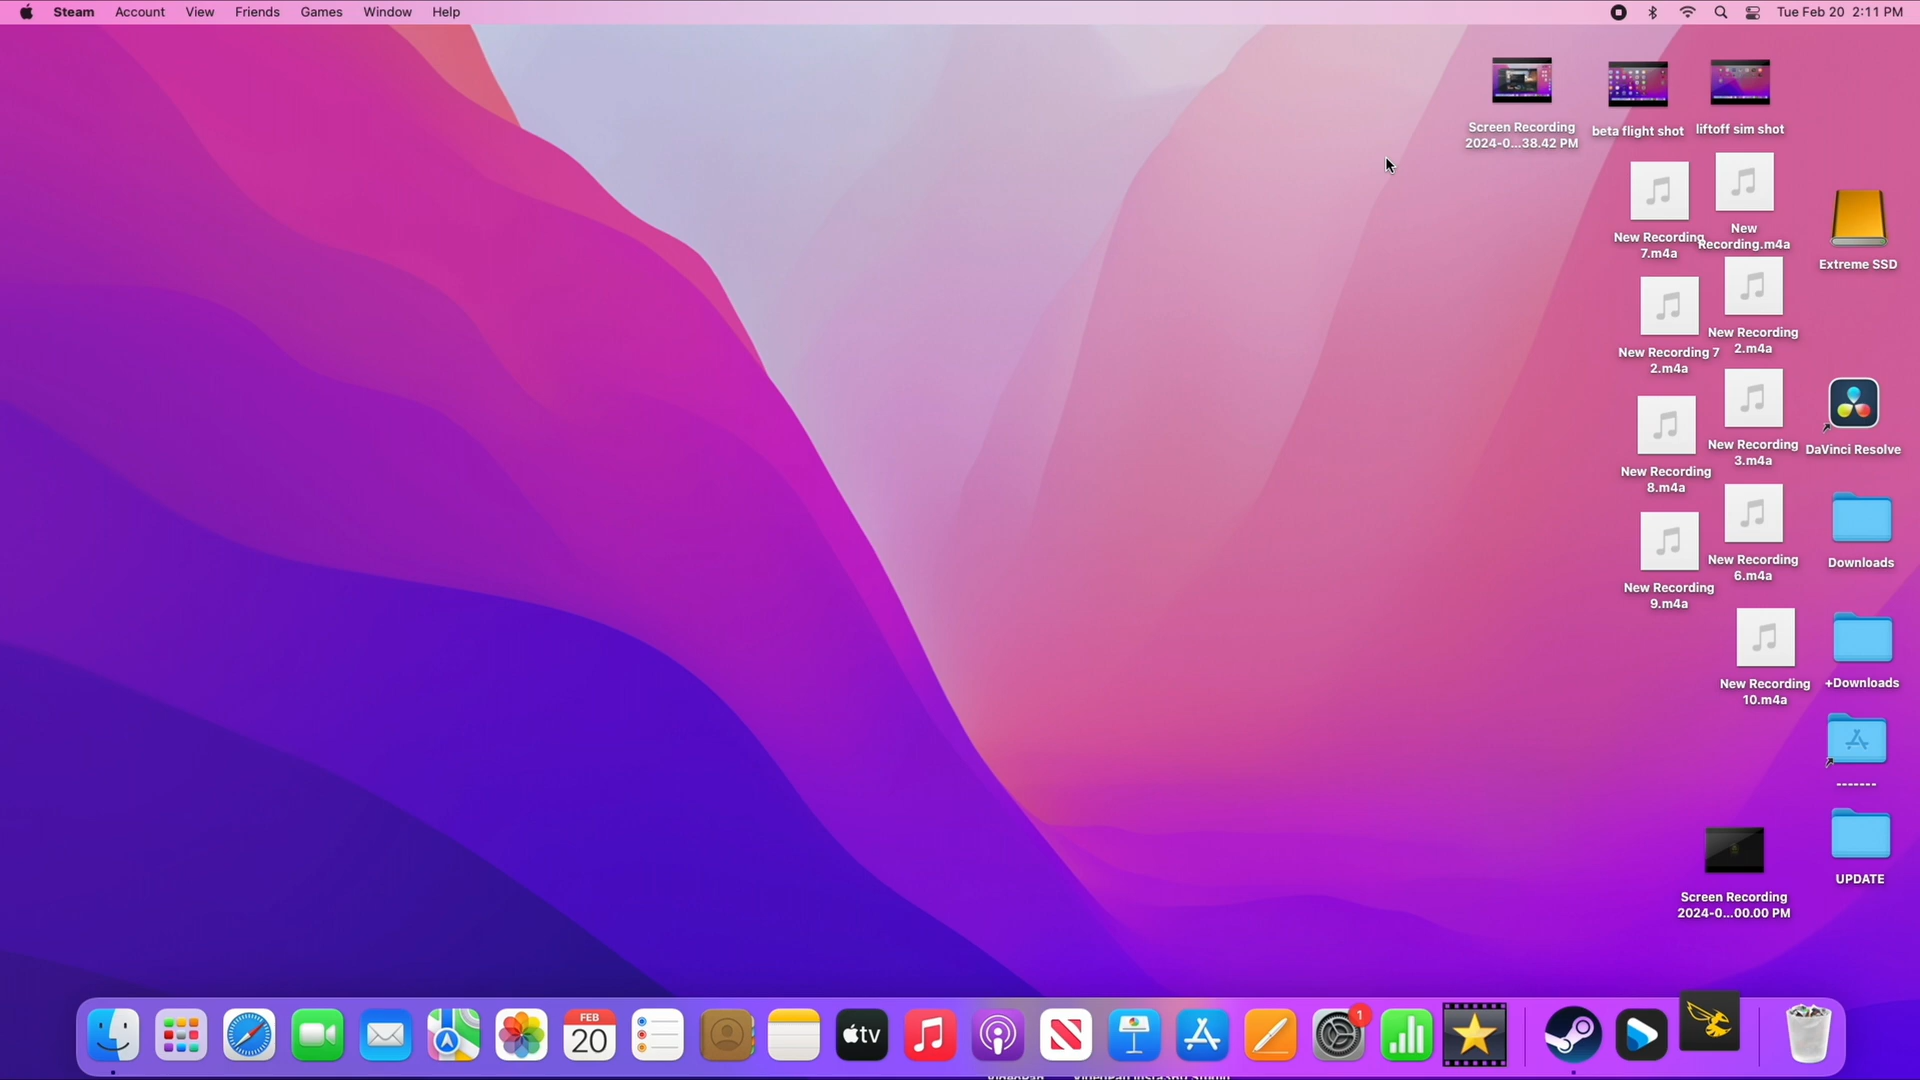 Steam Account View Friends Games Window Help Tue Feb 20 2:11 PM
Screen Recording
2024-0...38.42 PM
beta flight shot
liftoff sim shot
New Recording
7.m4a
New
Recording.m4a
Extreme SSD
New Recording 7
2.m4a
New Recording
2.m4a
New Recording
8.m4a
New Recording
3.m4a
DaVinci Resolve
New Recording
9.m4a
New Recording
6.m4a
Downloads
New Recording
10.m4a
+Downloads
-------
UPDATE
Screen Recording
2024-0...00.00 PM
FEB
20
tv
1